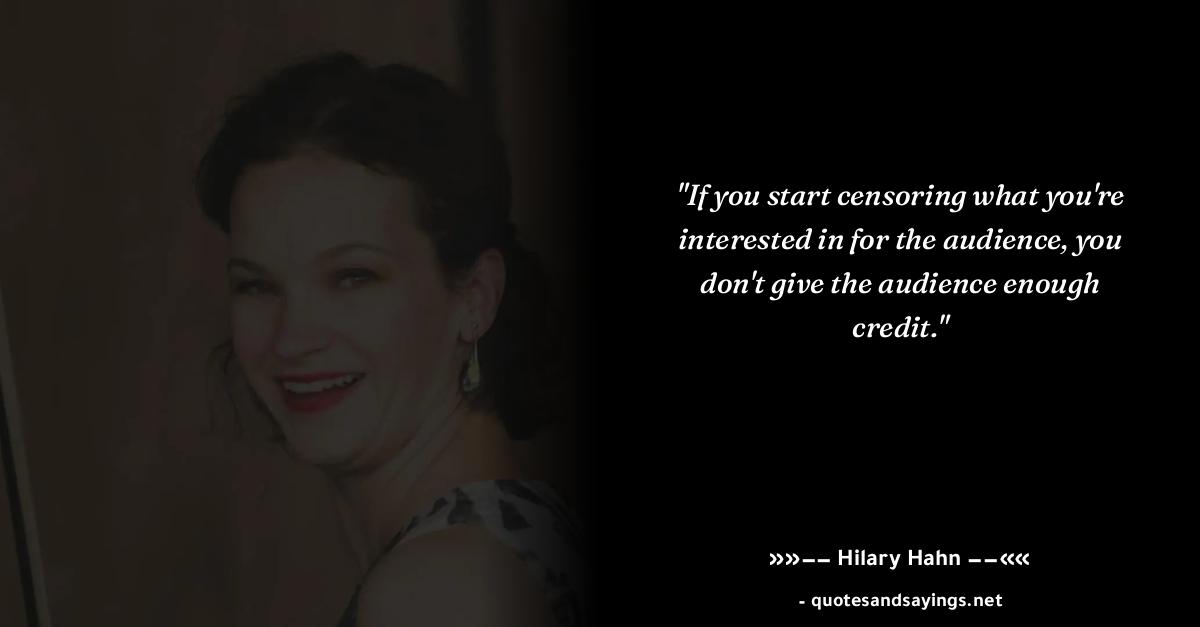 "If you start censoring what you're
interested in for the audience, you
don't give the audience enough
credit."
»»–– Hilary Hahn ––««
- quotesandsayings.net